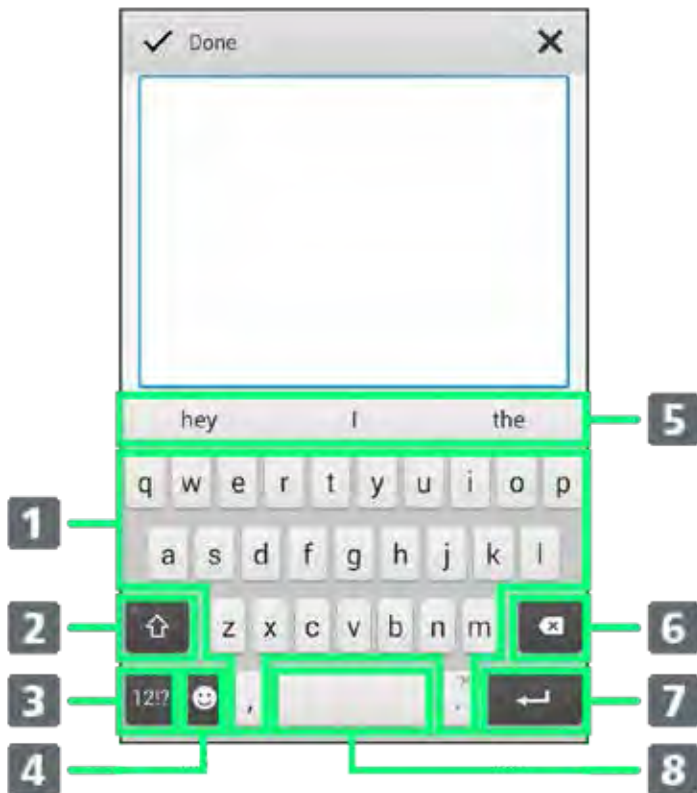 Done
hey I the 5
q w e r t y u i o p
1
a s d f g h j k l
2 z x c v b n m 6
3 12!? , . 7
4 8